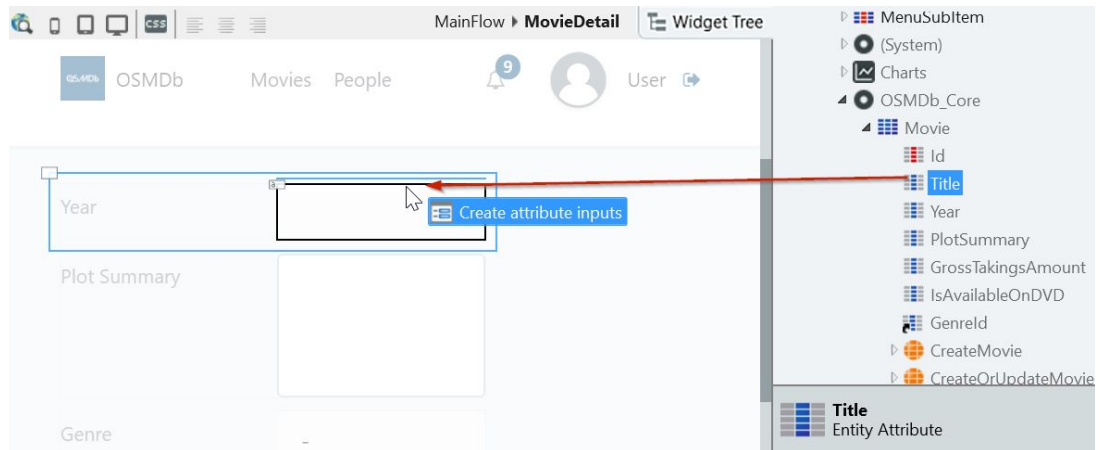 css
MainFlow MovieDetail
Widget Tree
OSMDb
OSMDb
Movies
People
9
User
Year
Create attribute inputs
Plot Summary
Genre
-
MenuSubItem
(System)
Charts
OSMDb_Core
Movie
Id
Title
Year
PlotSummary
GrossTakingsAmount
IsAvailableOnDVD
GenreId
CreateMovie
CreateOrUpdateMovie
Title
Entity Attribute